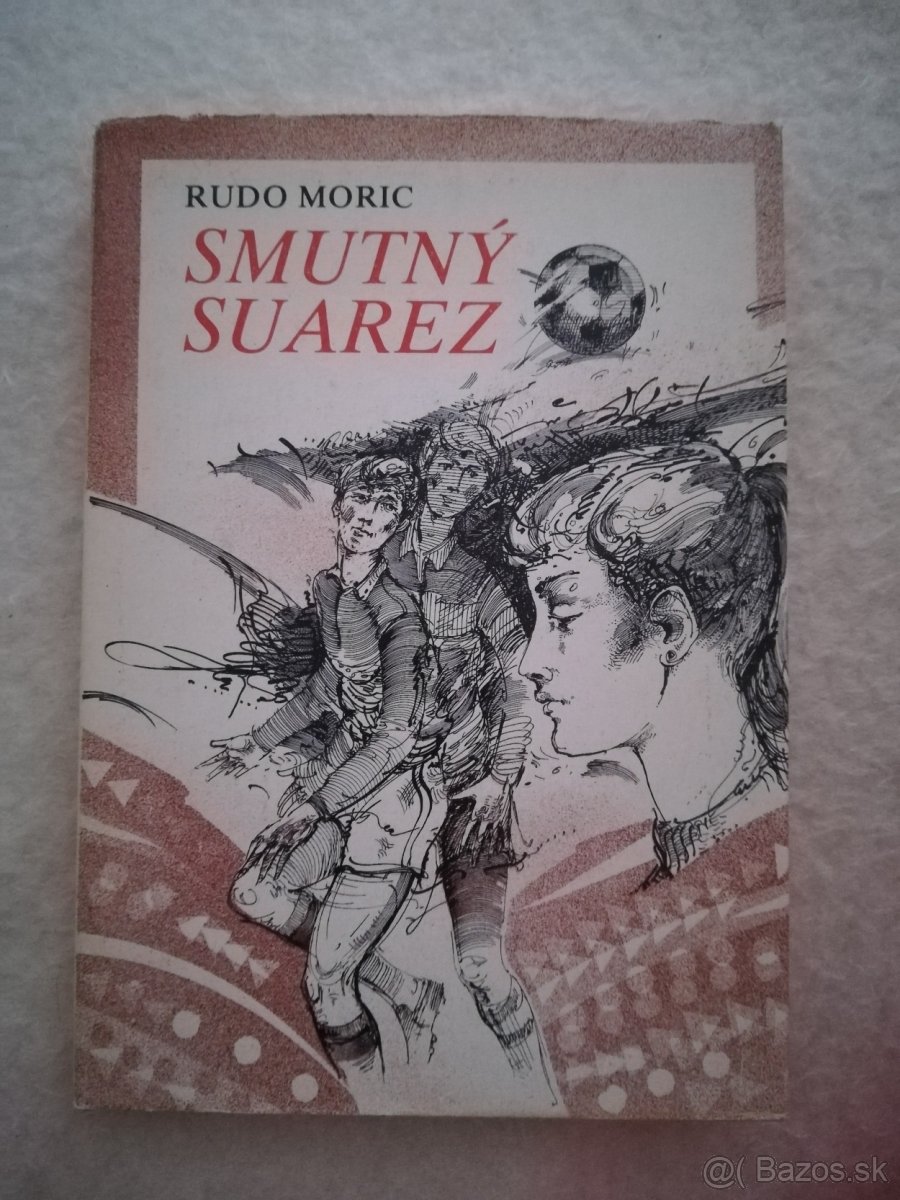 RUDO MORIC
SMUTNÝ
SUAREZ
@( Bazos.sk